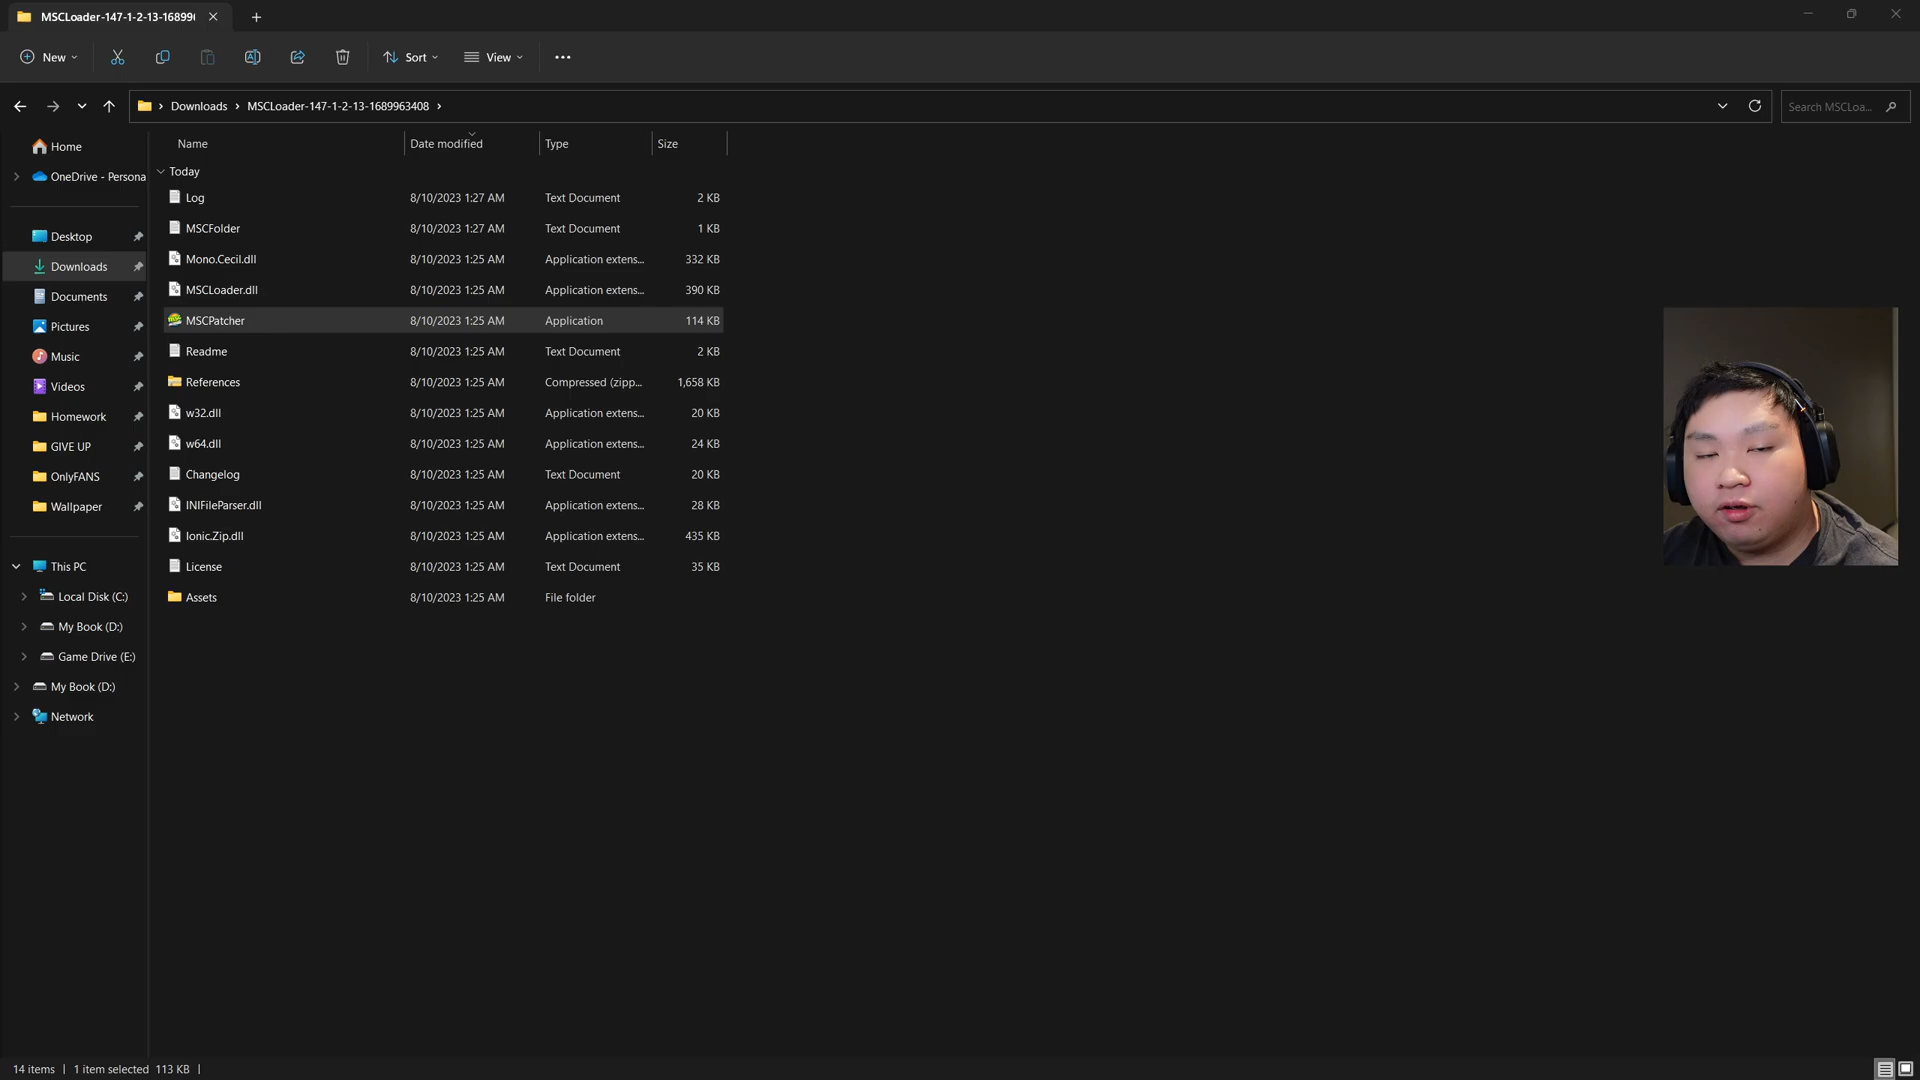 MSCLoader-147-1-2-13-16899
New
Sort
View
Downloads
MSCLoader-147-1-2-13-1689963408
Search MSCLoa...
Name
Date modified
Type
Size
Today
Log 8/10/2023 1:27 AM Text Document 2 KB
MSCFolder 8/10/2023 1:27 AM Text Document 1 KB
Mono.Cecil.dll 8/10/2023 1:25 AM Application extens... 332 KB
MSCLoader.dll 8/10/2023 1:25 AM Application extens... 390 KB
MSCPatcher 8/10/2023 1:25 AM Application 114 KB
Readme 8/10/2023 1:25 AM Text Document 2 KB
References 8/10/2023 1:25 AM Compressed (zipp... 1,658 KB
w32.dll 8/10/2023 1:25 AM Application extens... 20 KB
w64.dll 8/10/2023 1:25 AM Application extens... 24 KB
Changelog 8/10/2023 1:25 AM Text Document 20 KB
INIFileParser.dll 8/10/2023 1:25 AM Application extens... 28 KB
Ionic.Zip.dll 8/10/2023 1:25 AM Application extens... 435 KB
License 8/10/2023 1:25 AM Text Document 35 KB
Assets 8/10/2023 1:25 AM File folder
Home
OneDrive - Persona
Desktop
Downloads
Documents
Pictures
Music
Videos
Homework
GIVE UP
OnlyFANS
Wallpaper
This PC
Local Disk (C:)
My Book (D:)
Game Drive (E:)
My Book (D:)
Network
14 items
1 item selected 113 KB